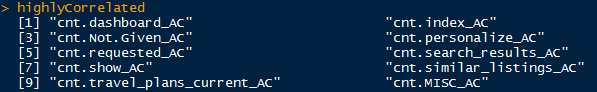 > highlyCorrelated
[1] "cnt.dashboard_AC" "cnt.index_AC"
[3] "cnt.Not.Given_AC" "cnt.personalize_AC"
[5] "cnt.requested_AC" "cnt.search_results_AC"
[7] "cnt.show_AC" "cnt.similar_listings_AC"
[9] "cnt.travel_plans_current_AC" "cnt.MISC_AC"